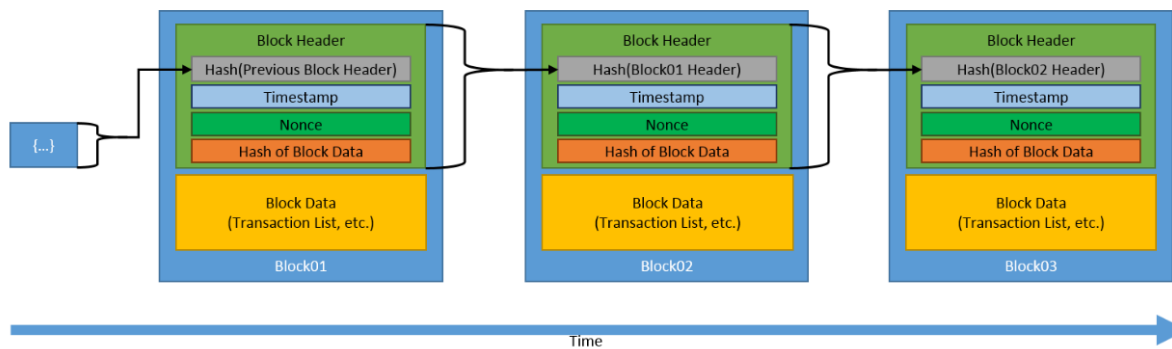 {...}
Block Header
Hash(Previous Block Header)
Timestamp
Nonce
Hash of Block Data
Block Data
(Transaction List, etc.)
Block01
Block Header
Hash(Block01 Header)
Timestamp
Nonce
Hash of Block Data
Block Data
(Transaction List, etc.)
Block02
Block Header
Hash(Block02 Header)
Timestamp
Nonce
Hash of Block Data
Block Data
(Transaction List, etc.)
Block03
Time